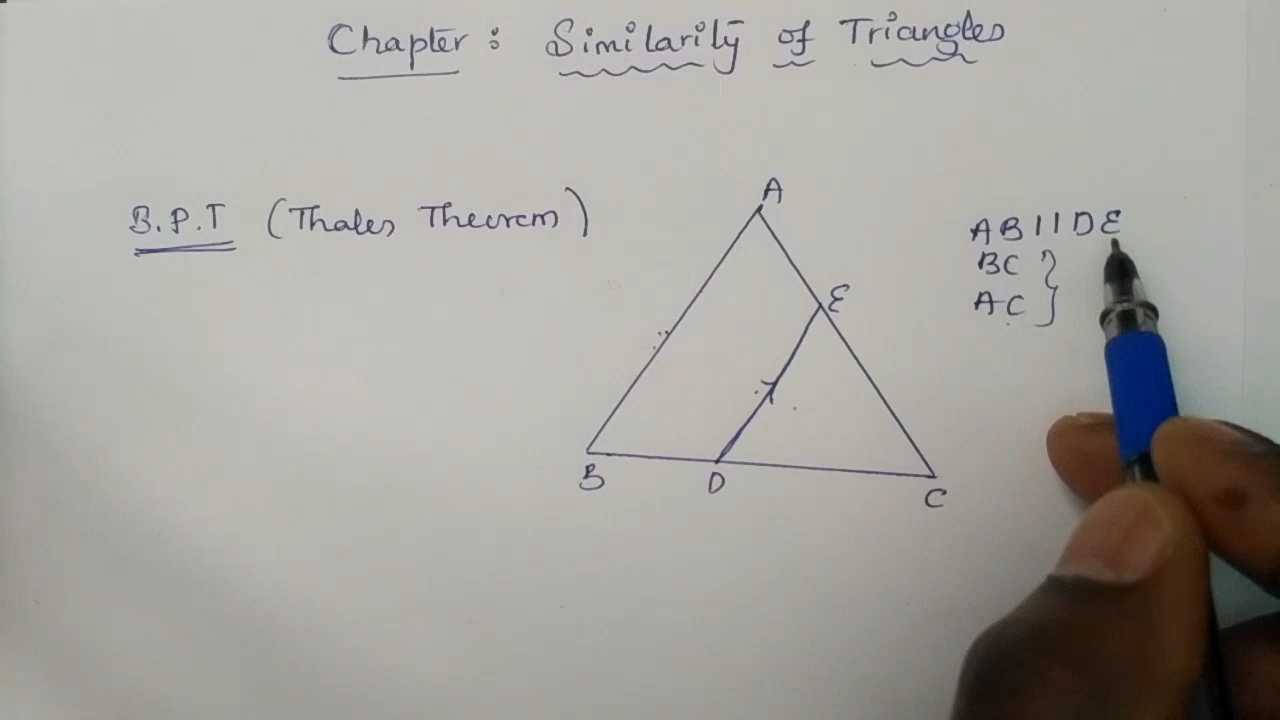 Chapter : Similarity of Triangles
B.P.T (Thales Theorem)
A
AB || DE
BC }
AC
E
B
D
C